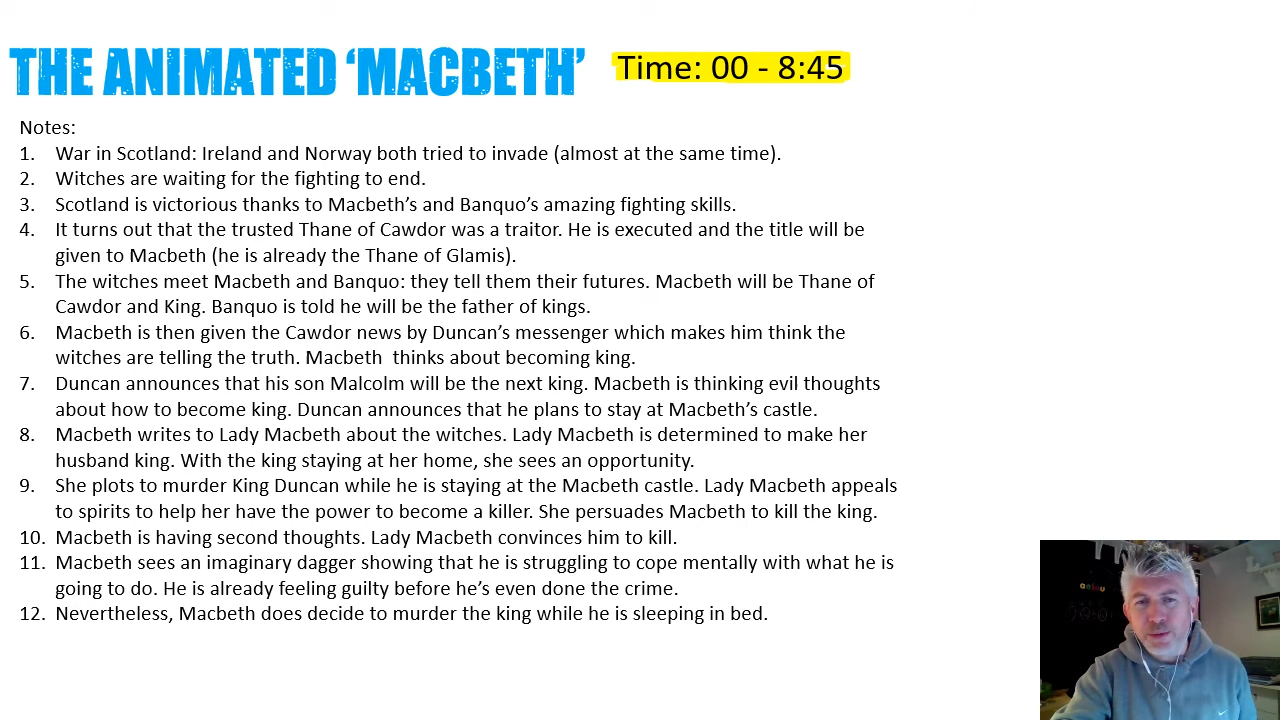 THE ANIMATED ‘MACBETH’ Time: 00 - 8:45
Notes:
1. War in Scotland: Ireland and Norway both tried to invade (almost at the same time).
2. Witches are waiting for the fighting to end.
3. Scotland is victorious thanks to Macbeth’s and Banquo’s amazing fighting skills.
4. It turns out that the trusted Thane of Cawdor was a traitor. He is executed and the title will be
given to Macbeth (he is already the Thane of Glamis).
5. The witches meet Macbeth and Banquo: they tell them their futures. Macbeth will be Thane of
Cawdor and King. Banquo is told he will be the father of kings.
6. Macbeth is then given the Cawdor news by Duncan’s messenger which makes him think the
witches are telling the truth. Macbeth thinks about becoming king.
7. Duncan announces that his son Malcolm will be the next king. Macbeth is thinking evil thoughts
about how to become king. Duncan announces that he plans to stay at Macbeth’s castle.
8. Macbeth writes to Lady Macbeth about the witches. Lady Macbeth is determined to make her
husband king. With the king staying at her home, she sees an opportunity.
9. She plots to murder King Duncan while he is staying at the Macbeth castle. Lady Macbeth appeals
to spirits to help her have the power to become a killer. She persuades Macbeth to kill the king.
10. Macbeth is having second thoughts. Lady Macbeth convinces him to kill.
11. Macbeth sees an imaginary dagger showing that he is struggling to cope mentally with what he is
going to do. He is already feeling guilty before he’s even done the crime.
12. Nevertheless, Macbeth does decide to murder the king while he is sleeping in bed.